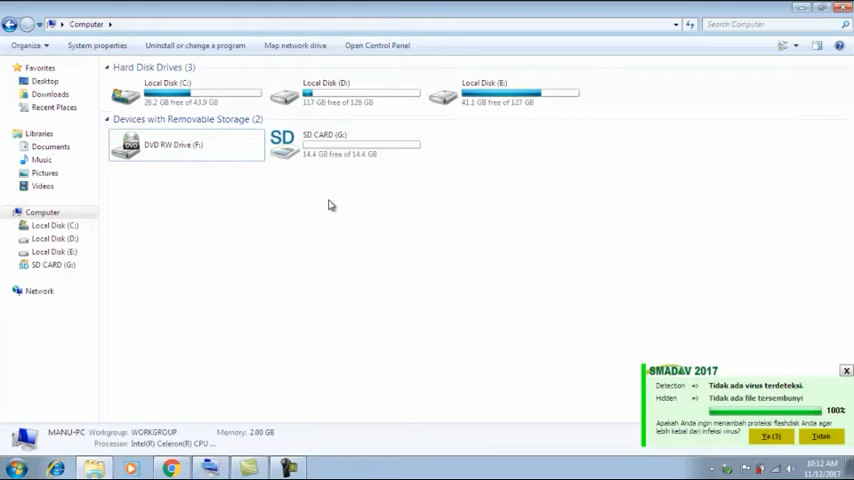 Computer
Search Computer
Organize
System properties
Uninstall or change a program
Map network drive
Open Control Panel
Favorites
Desktop
Downloads
Recent Places
Libraries
Documents
Music
Pictures
Videos
Computer
Local Disk (C:)
Local Disk (D:)
Local Disk (E:)
SD CARD (G:)
Network
Hard Disk Drives (3)
Local Disk (C:)
26.2 GB free of 43.9 GB
Local Disk (D:)
117 GB free of 126 GB
Local Disk (E:)
41.1 GB free of 127 GB
Devices with Removable Storage (2)
DVD
DVD RW Drive (F:)
SD
SD CARD (G:)
14.4 GB free of 14.4 GB
SMADAV 2017
X
Detection => Tidak ada virus terdeteksi.
Hidden => Tidak ada file tersembunyi
100%
Apakah Anda ingin menambah proteksi flashdisk Anda agar
lebih kebal dari infeksi virus?
Ya (3)
Tidak
MANU-PC Workgroup: WORKGROUP Memory: 2.00 GB
Processor: Intel(R) Celeron(R) CPU ...
10:12 AM
11/12/2017